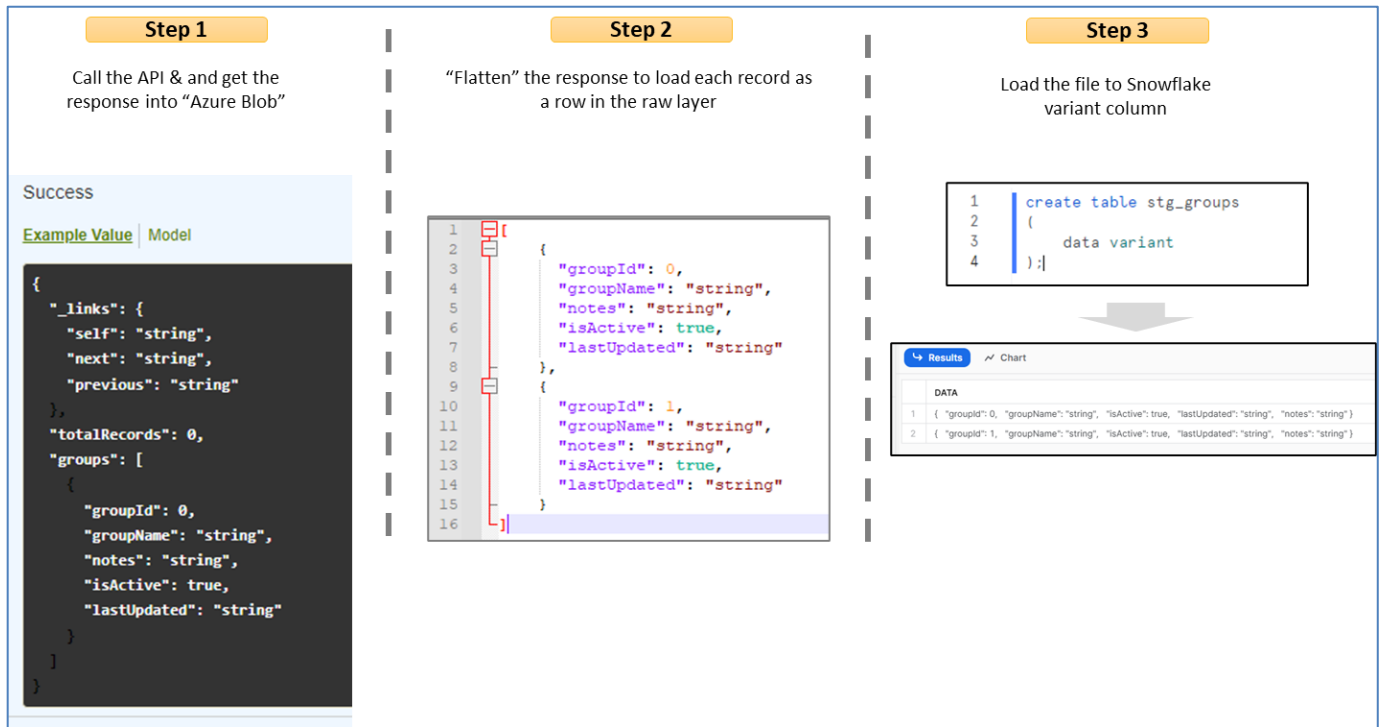 Step 1
Call the API & and get the
response into “Azure Blob”
Success
Example Value Model
{
"_links": {
"self": "string",
"next": "string",
"previous": "string"
},
"totalRecords": 0,
"groups": [
{
"groupId": 0,
"groupName": "string",
"notes": "string",
"isActive": true,
"lastUpdated": "string"
}
]
}
Step 2
“Flatten” the response to load each record as
a row in the raw layer
1 [
2 {
3 "groupId": 0,
4 "groupName": "string",
5 "notes": "string",
6 "isActive": true,
7 "lastUpdated": "string"
8 },
9 {
10 "groupId": 1,
11 "groupName": "string",
12 "notes": "string",
13 "isActive": true,
14 "lastUpdated": "string"
15 }
16 ]
Step 3
Load the file to Snowflake
variant column
1 create table stg_groups
2 (
3 data variant
4 );
Results Chart
DATA
1 { "groupId": 0, "groupName": "string", "isActive": true, "lastUpdated": "string", "notes": "string" }
2 { "groupId": 1, "groupName": "string", "isActive": true, "lastUpdated": "string", "notes": "string" }